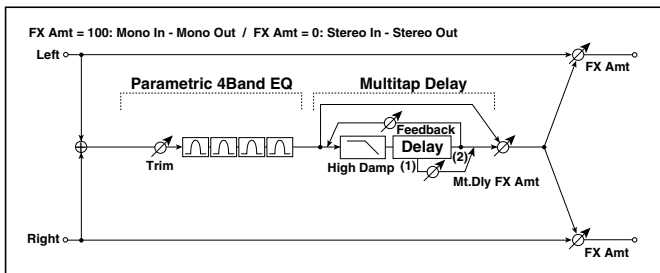 FX Amt = 100: Mono In - Mono Out / FX Amt = 0: Stereo In - Stereo Out
Left
FX Amt
Parametric 4Band EQ
Multitap Delay
Feedback
Trim
High Damp
Delay
(1)
(2)
Mt.Dly FX Amt
Right
FX Amt